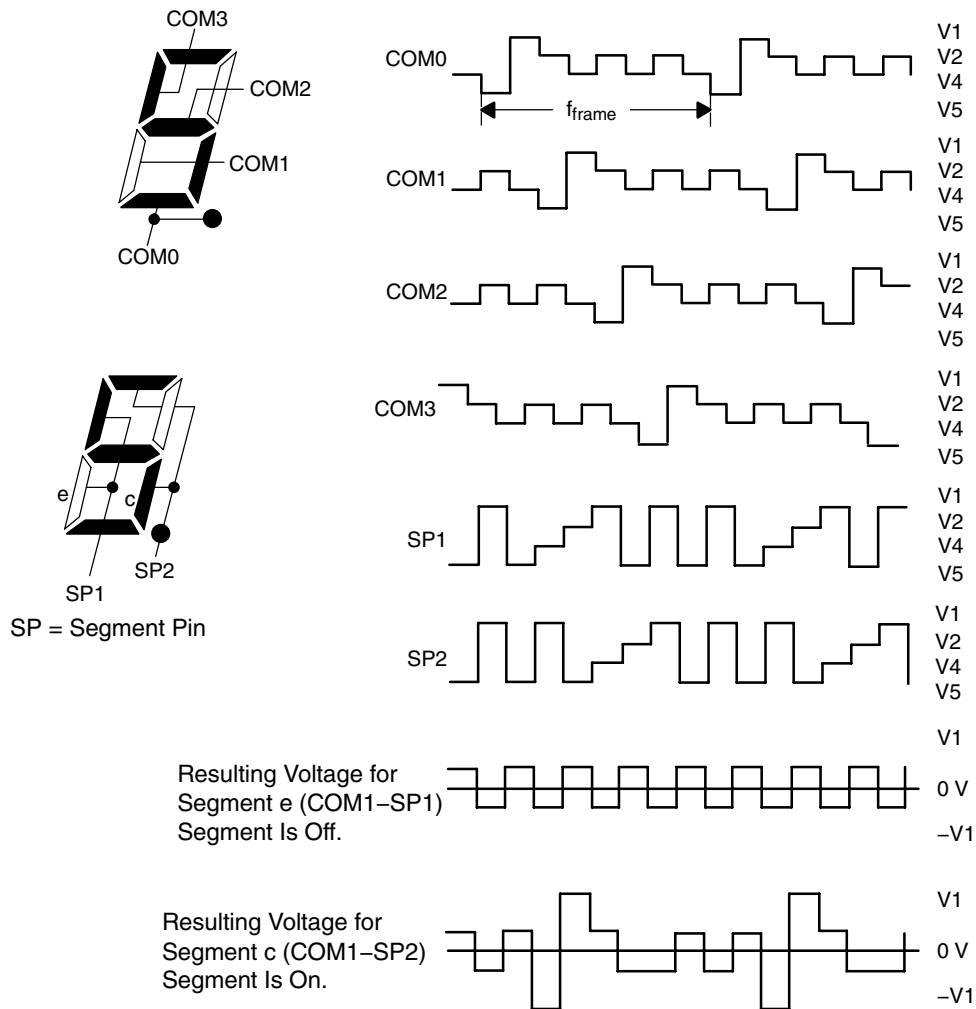 COM3
COM2
COM1
COM0
COM0
V1
V2
V4
V5
fframe
COM1
V1
V2
V4
V5
COM2
V1
V2
V4
V5
COM3
V1
V2
V4
V5
e
c
SP1
SP2
SP = Segment Pin
SP1
V1
V2
V4
V5
SP2
V1
V2
V4
V5
Resulting Voltage for
Segment e (COM1–SP1)
Segment Is Off.
V1
0 V
–V1
Resulting Voltage for
Segment c (COM1–SP2)
Segment Is On.
V1
0 V
–V1